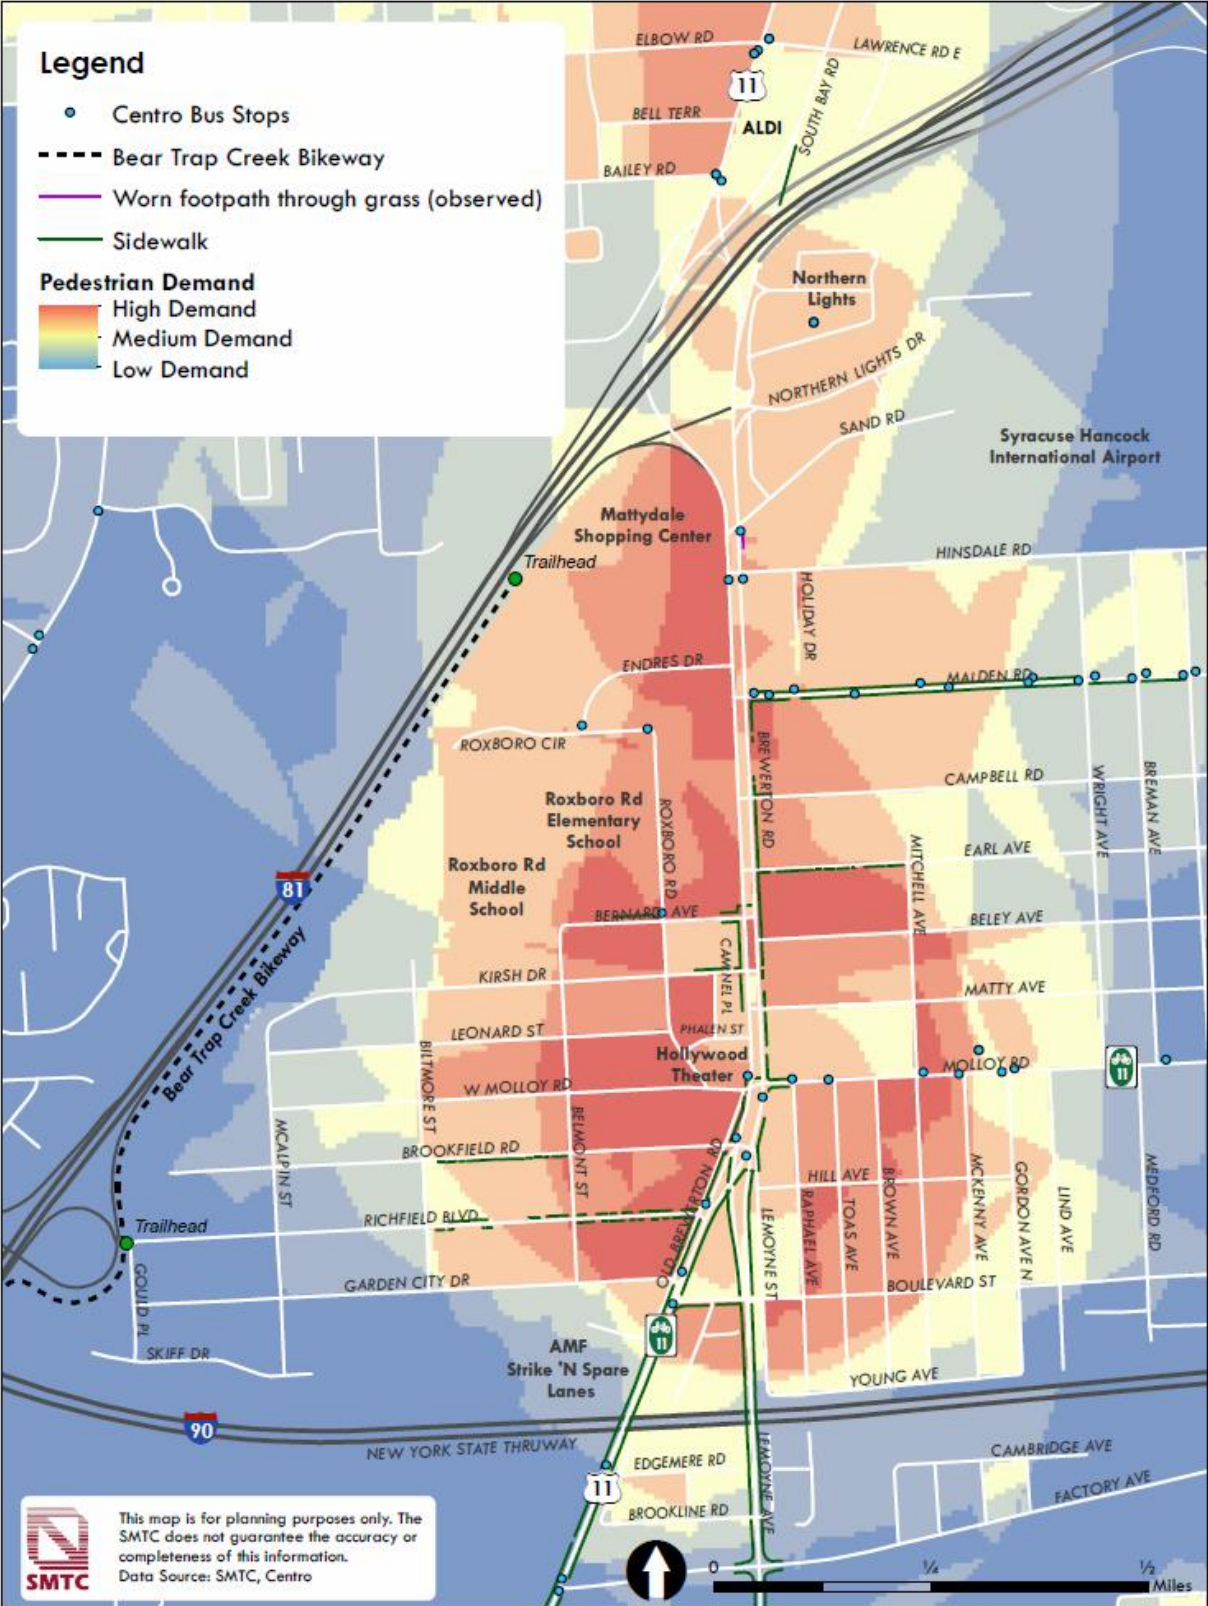 Legend
Centro Bus Stops
Bear Trap Creek Bikeway
Worn footpath through grass (observed)
Sidewalk
Pedestrian Demand
High Demand
Medium Demand
Low Demand
ELBOW RD
LAWRENCE RD E
11
SOUTH BAY RD
BELL TERR
ALDI
BAILEY RD
Northern
Lights
NORTHERN LIGHTS DR
SAND RD
Syracuse Hancock
International Airport
Mattydale
Shopping Center
Trailhead
HINSDALE RD
HOLIDAY DR
ENDRES DR
MALDEN RD
ROXBORO CIR
BREWERTON RD
CAMPBELL RD
WRIGHT AVE
BREMAN AVE
Roxboro Rd
Elementary
School
ROXBORO RD
MITCHELL AVE
EARL AVE
Roxboro Rd
Middle
School
81
BERNARD AVE
BELEY AVE
Bear Trap Creek Bikeway
CAMNEL PL
KIRSH DR
MATTY AVE
LEONARD ST
PHALEN ST
BILTMORE ST
Hollywood
Theater
MOLLOY RD
11
W MOLLOY RD
BELMONT ST
MCALPIN ST
BROOKFIELD RD
OLD BREWERTON RD
HILL AVE
RAPHAEL AVE
TOAS AVE
BROWN AVE
MCKENNY AVE
GORDON AVE N
LIND AVE
MEDFORD RD
LEMOYNE ST
Trailhead
RICHFIELD BLVD
GOULD PL
GARDEN CITY DR
BOULEVARD ST
11
SKIFF DR
AMF
Strike 'N Spare
Lanes
YOUNG AVE
90
NEW YORK STATE THRUWAY
EDGEMERE RD
LEMOYNE AVE
CAMBRIDGE AVE
FACTORY AVE
11
BROOKLINE RD
SMTC
This map is for planning purposes only. The
SMTC does not guarantee the accuracy or
completeness of this information.
Data Source: SMTC, Centro
0
1/4
1/2
Miles